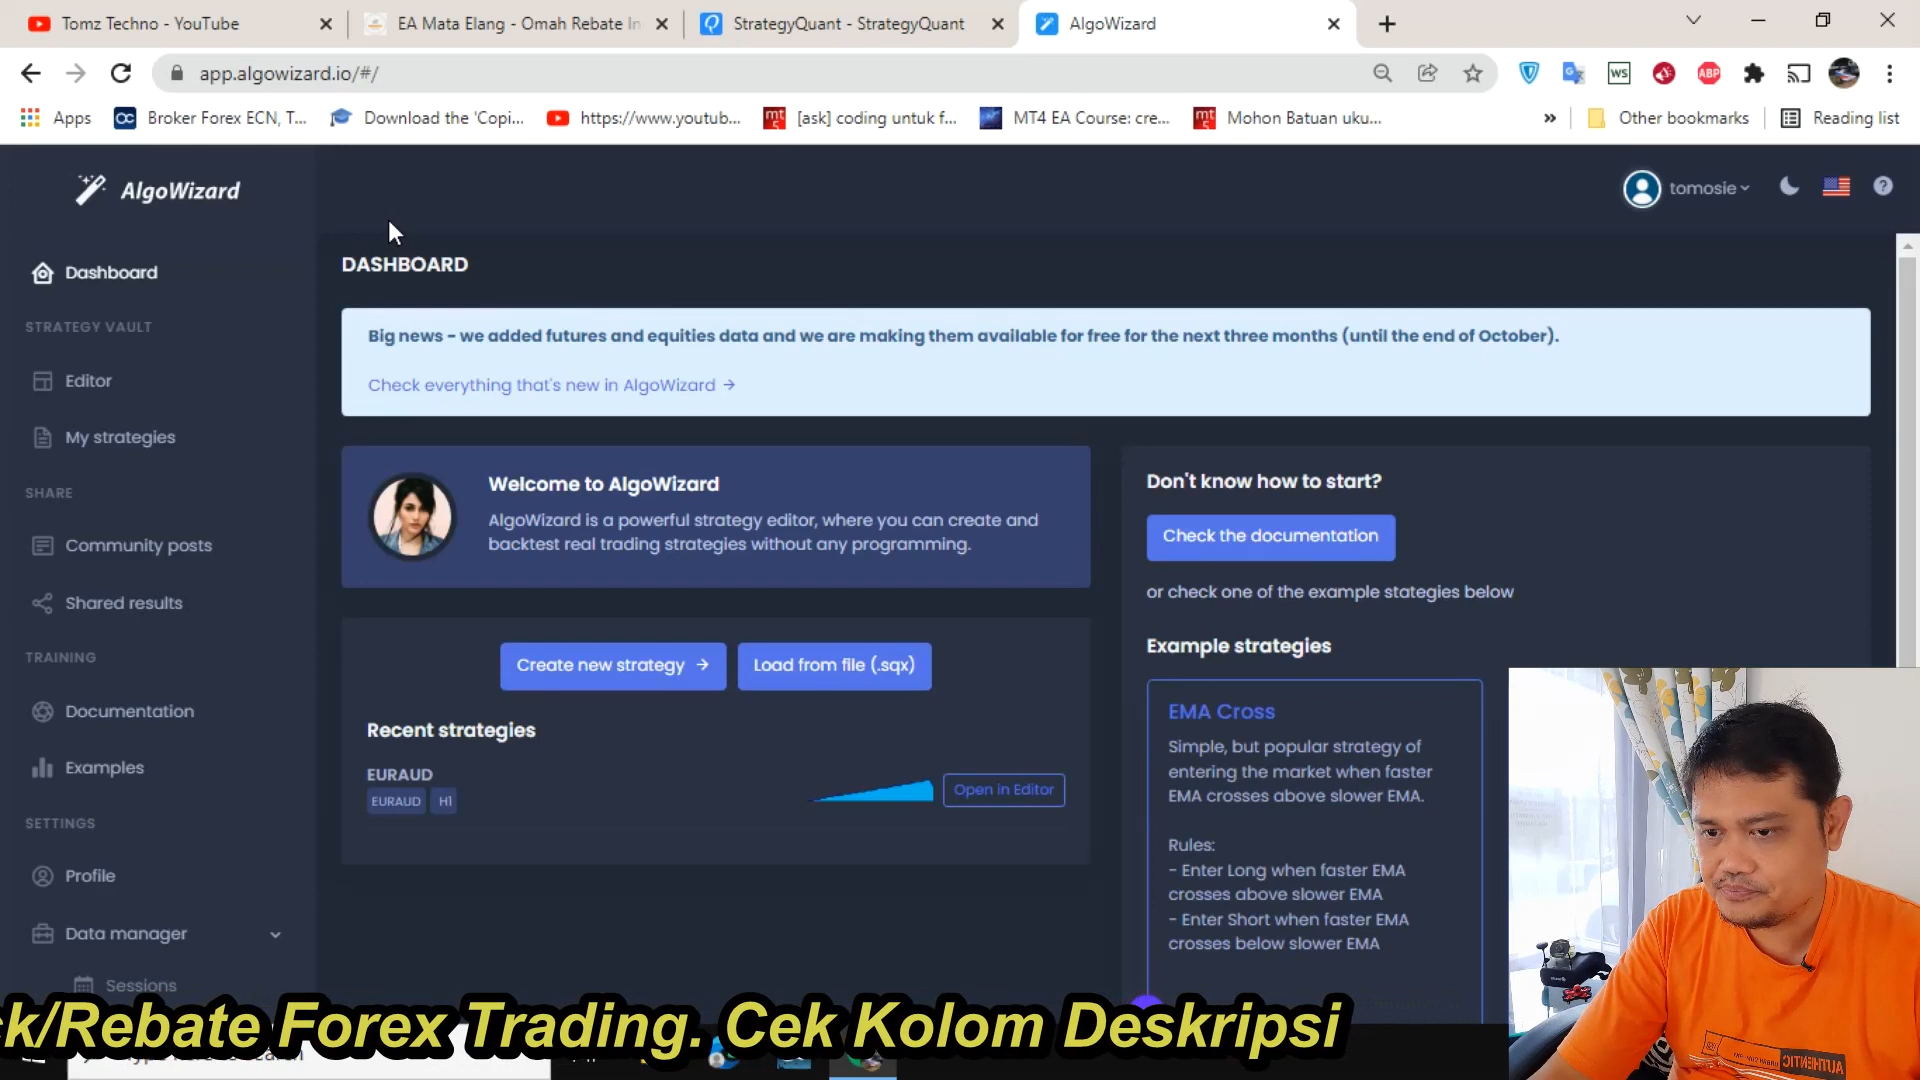 Tomz Techno - YouTube
EA Mata Elang - Omah Rebate In
StrategyQuant - StrategyQuant
AlgoWizard
app.algowizard.io/#/
WS
ABP
Apps
Broker Forex ECN, T...
Download the 'Copi...
https://www.youtub...
[ask] coding untuk f...
MT4 EA Course: cre...
Mohon Batuan uku...
Other bookmarks
Reading list
AlgoWizard
tomosie
Dashboard
STRATEGY VAULT
Editor
My strategies
SHARE
Community posts
Shared results
TRAINING
Documentation
Examples
SETTINGS
Profile
Data manager
Sessions
DASHBOARD
Big news - we added futures and equities data and we are making them available for free for the next three months (until the end of October).
Check everything that's new in AlgoWizard →
Welcome to AlgoWizard
AlgoWizard is a powerful strategy editor, where you can create and
backtest real trading strategies without any programming.
Create new strategy →
Load from file (.sqx)
Recent strategies
EURAUD
EURAUD H1
Open in Editor
Don't know how to start?
Check the documentation
or check one of the example stategies below
Example strategies
EMA Cross
Simple, but popular strategy of
entering the market when faster
EMA crosses above slower EMA.
Rules:
- Enter Long when faster EMA
crosses above slower EMA
- Enter Short when faster EMA
crosses below slower EMA
ck/Rebate Forex Trading. Cek Kolom Deskripsi
AUTHENTIC